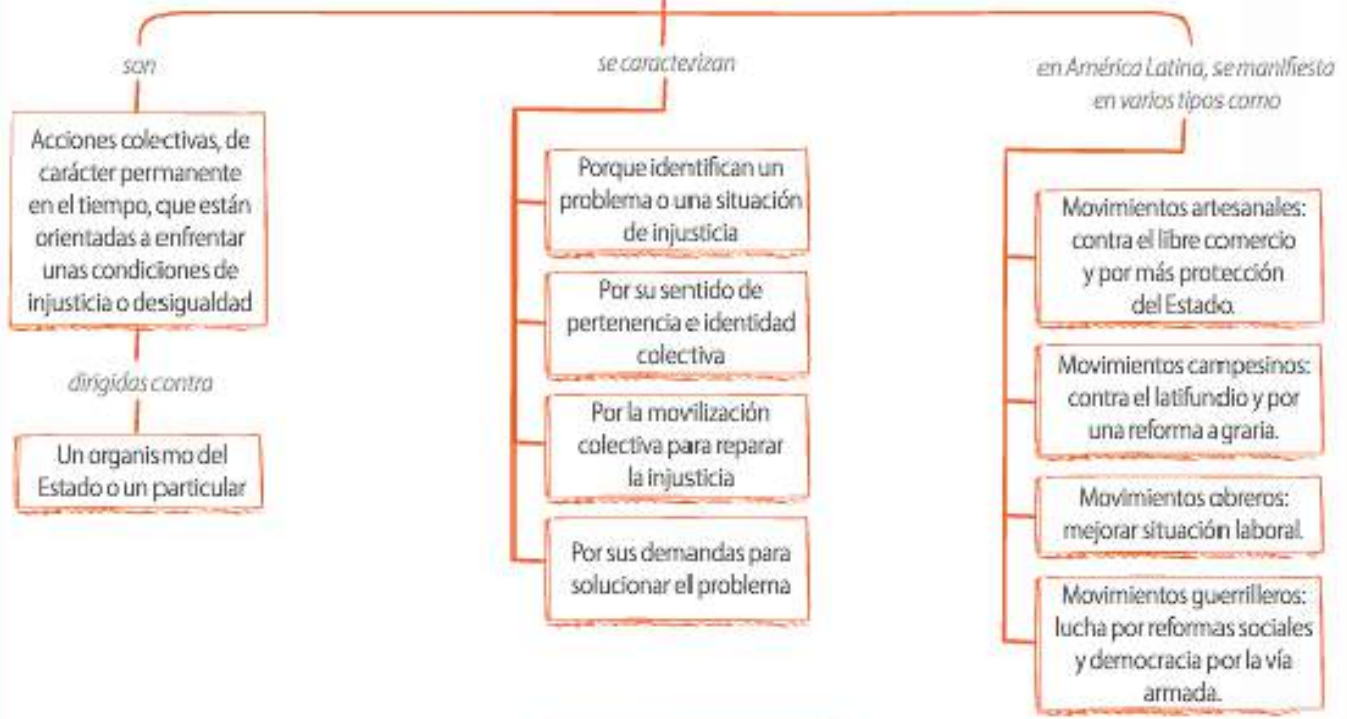 son
Acciones colectivas, de
carácter permanente
en el tiempo, que están
orientadas a enfrentar
unas condiciones de
injusticia o desigualdad
dirigidas contra
Un organismo del
Estado o un particular
se caracterizan
Porque identifican un
problema o una situación
de injusticia
Por su sentido de
pertenencia e identidad
colectiva
Por la movilización
colectiva para reparar
la injusticia
Por sus demandas para
solucionar el problema
en América Latina, se manifiesta
en varios tipos como
Movimientos artesanales:
contra el libre comercio
y por más protección
del Estado.
Movimientos campesinos:
contra el latifundio y por
una reforma agraria.
Movimientos obreros:
mejorar situación laboral.
Movimientos guerrilleros:
lucha por reformas sociales
y democracia por la vía
armada.